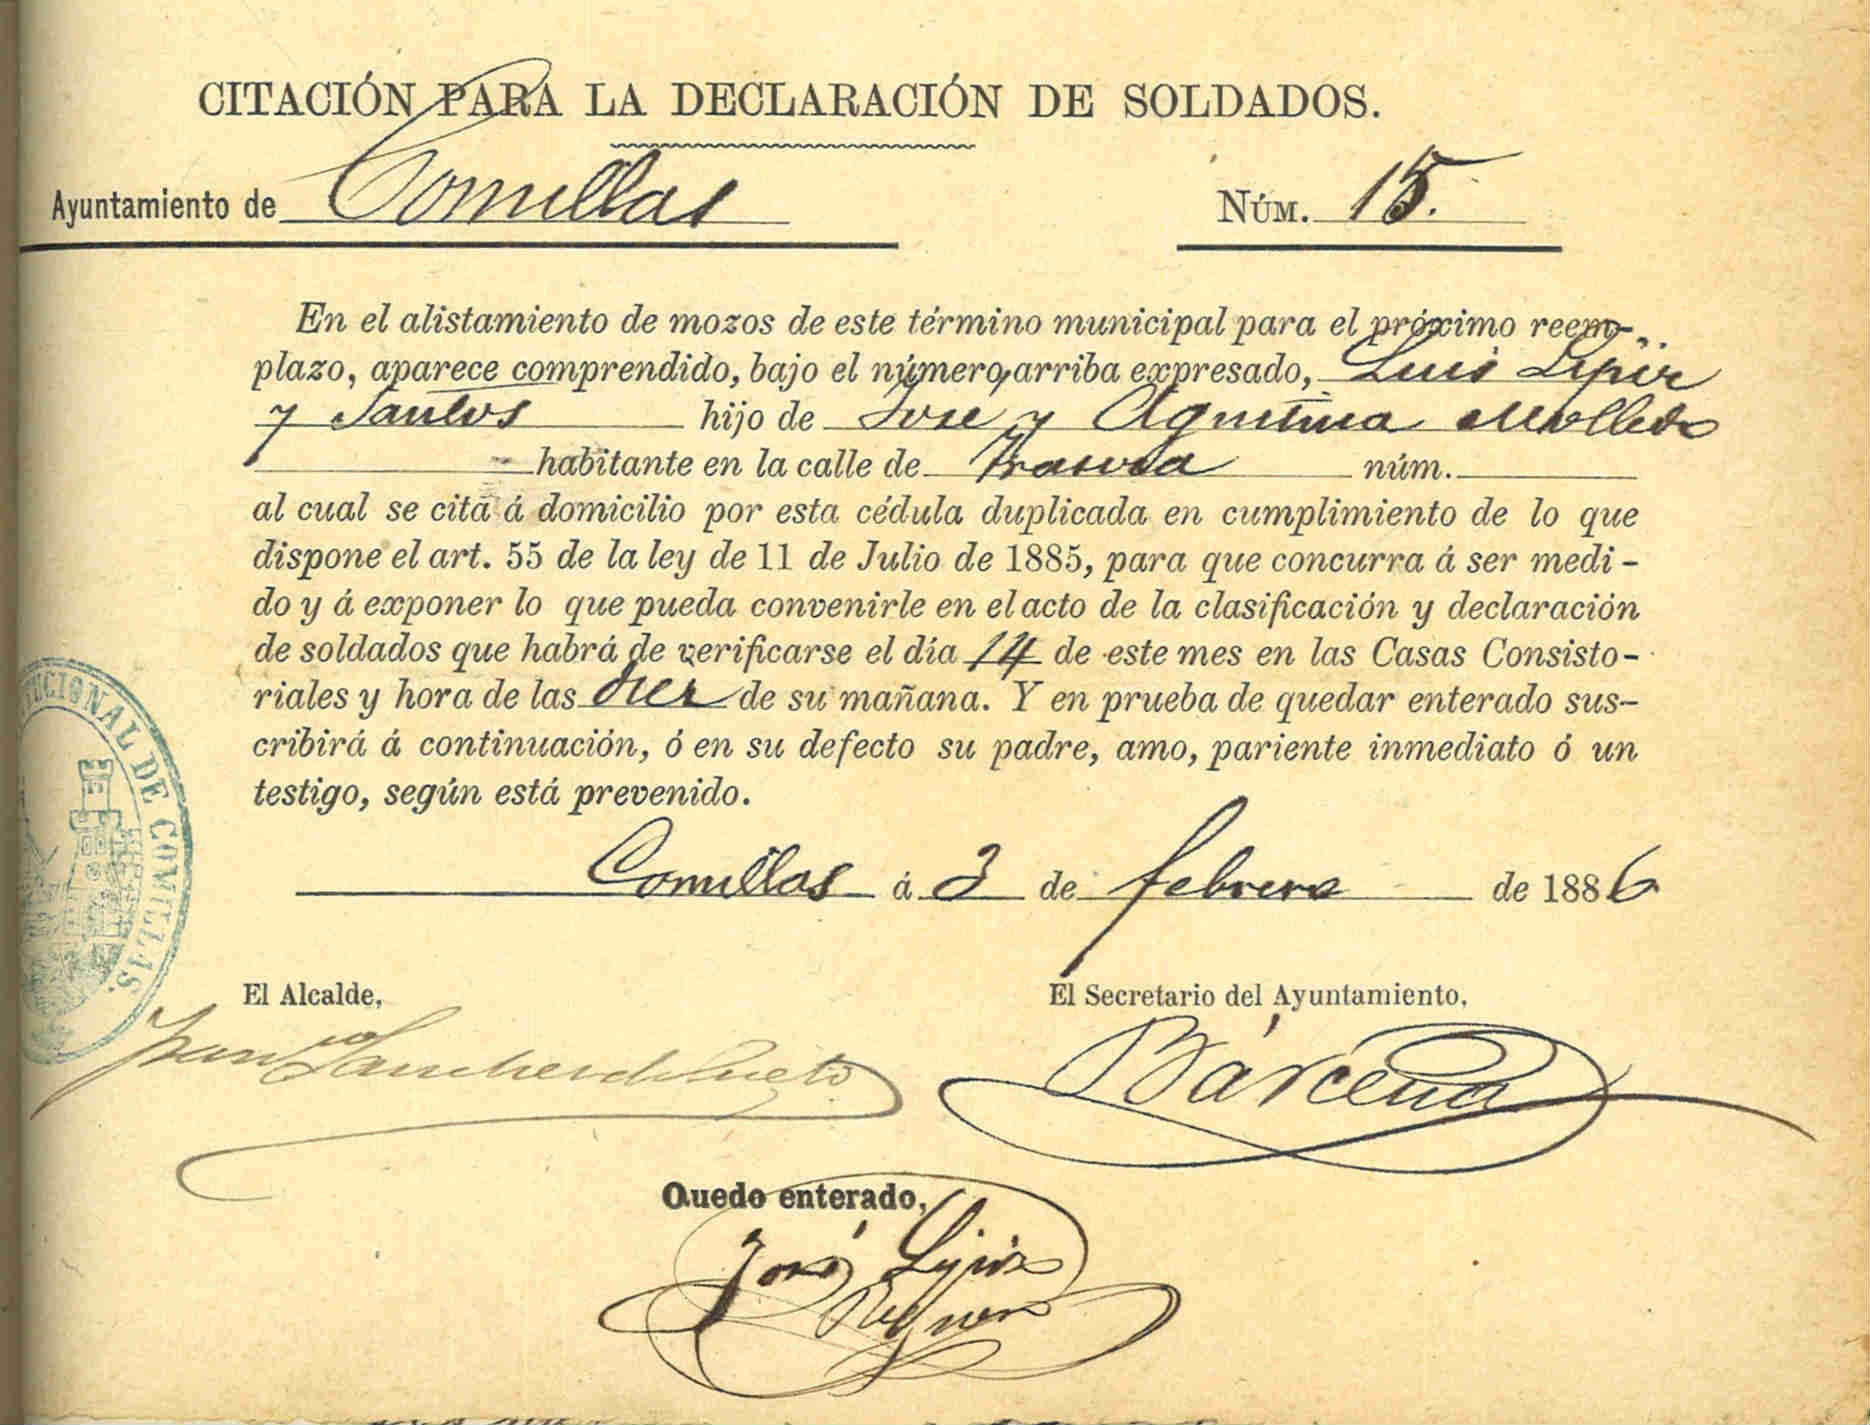 CITACIÓN PARA LA DECLARACIÓN DE SOLDADOS.
Ayuntamiento de Comillas NÚM. 15.
En el alistamiento de mozos de este término municipal para el próximo reem-
plazo, aparece comprendido, bajo el número, arriba expresado, Luis
y Santos hijo de José y Agustina Molledo
habitante en la calle de núm.
al cual se cita á domicilio por esta cédula duplicada en cumplimiento de lo que
dispone el art. 55 de la ley de 11 de Julio de 1885, para que concurra á ser medi-
do y á exponer lo que pueda convenirle en el acto de la clasificación y declaración
de soldados que habrá de verificarse el día 14 de este mes en las Casas Consisto-
riales y hora de las diez de su mañana. Y en prueba de quedar enterado sus-
cribirá á continuación, ó en su defecto su padre, amo, pariente inmediato ó un
testigo, según está prevenido.
Comillas á 3 de febrero de 1886
El Alcalde, El Secretario del Ayuntamiento,
Juan Sanchez de Bárcena
Quedo enterado,
José
DE COMILLAS.